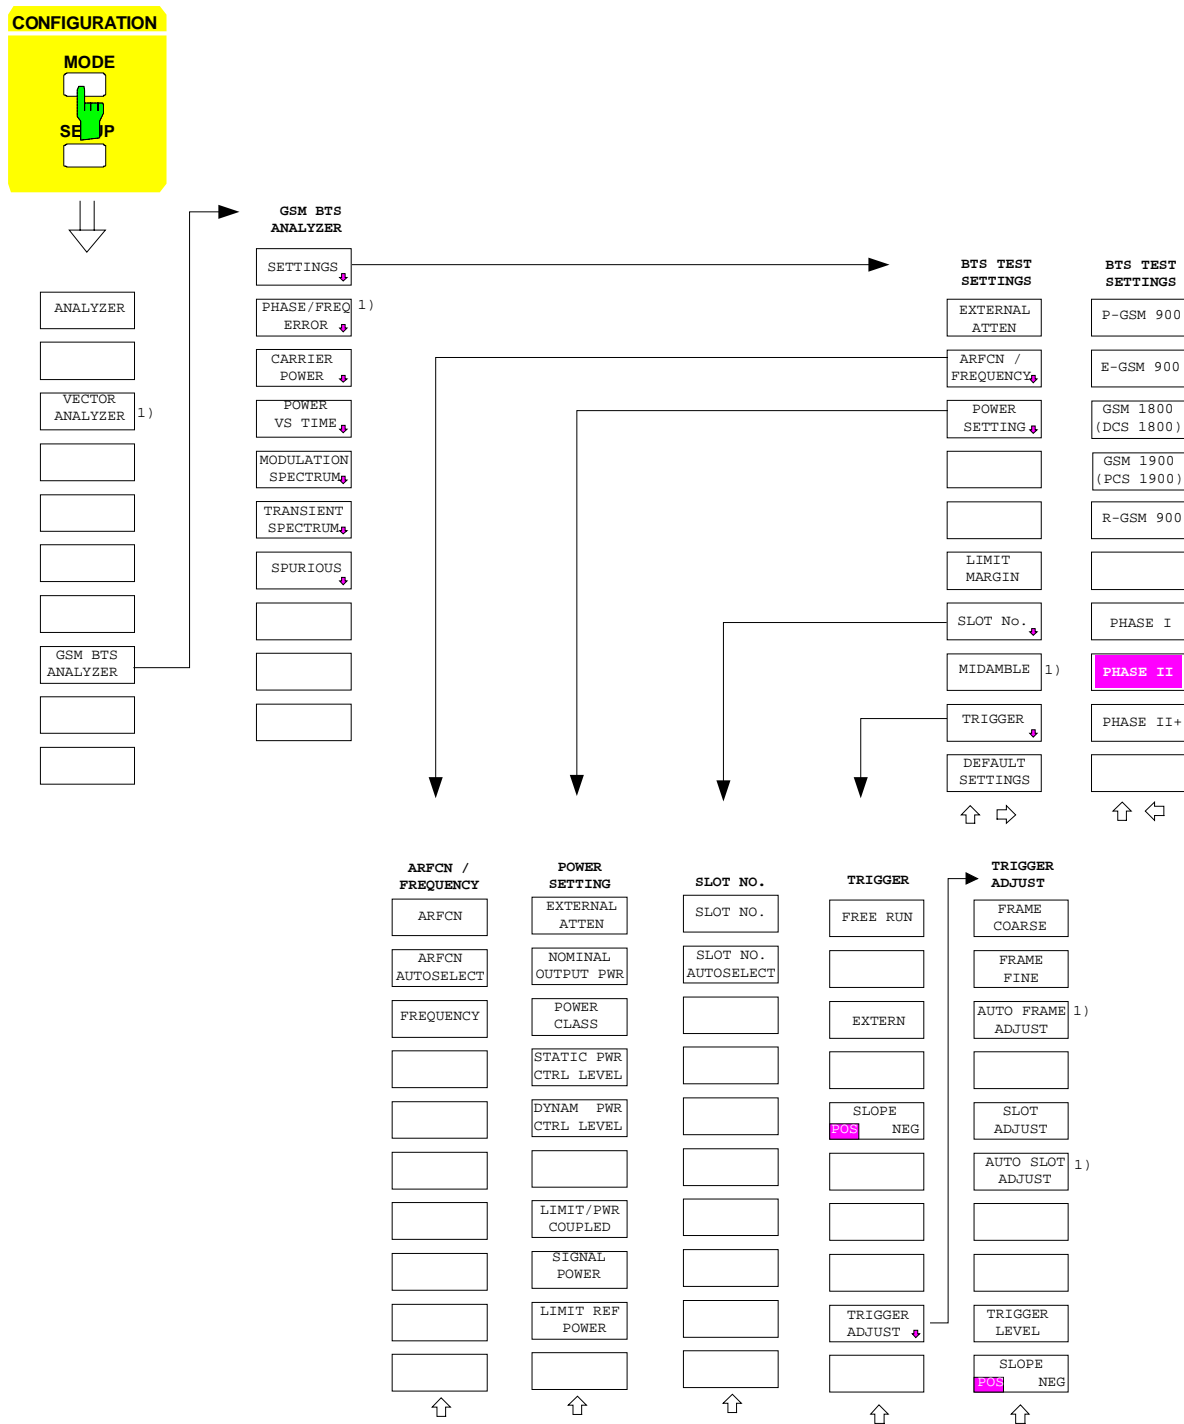 CONFIGURATION
MODE
SETUP
ANALYZER
VECTOR
ANALYZER 1)
GSM BTS
ANALYZER
GSM BTS
ANALYZER
SETTINGS
PHASE/FREQ 1)
ERROR
CARRIER
POWER
POWER
VS TIME
MODULATION
SPECTRUM
TRANSIENT
SPECTRUM
SPURIOUS
BTS TEST
SETTINGS
EXTERNAL
ATTEN
ARFCN /
FREQUENCY
POWER
SETTING
LIMIT
MARGIN
SLOT No.
MIDAMBLE 1)
TRIGGER
DEFAULT
SETTINGS
BTS TEST
SETTINGS
P-GSM 900
E-GSM 900
GSM 1800
(DCS 1800)
GSM 1900
(PCS 1900)
R-GSM 900
PHASE I
PHASE II
PHASE II+
ARFCN /
FREQUENCY
ARFCN
ARFCN
AUTOSELECT
FREQUENCY
POWER
SETTING
EXTERNAL
ATTEN
NOMINAL
OUTPUT PWR
POWER
CLASS
STATIC PWR
CTRL LEVEL
DYNAM PWR
CTRL LEVEL
LIMIT/PWR
COUPLED
SIGNAL
POWER
LIMIT REF
POWER
SLOT NO.
SLOT NO.
SLOT NO.
AUTOSELECT
TRIGGER
FREE RUN
EXTERN
SLOPE
POS NEG
TRIGGER
ADJUST
TRIGGER
ADJUST
FRAME
COARSE
FRAME
FINE
AUTO FRAME 1)
ADJUST
SLOT
ADJUST
AUTO SLOT 1)
ADJUST
TRIGGER
LEVEL
SLOPE
POS NEG